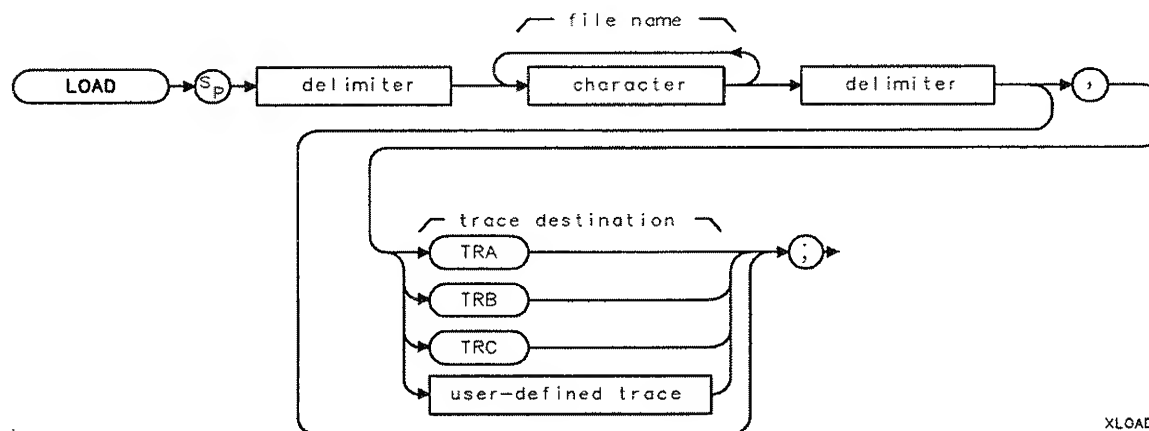 file name
LOAD SP delimiter character delimiter ,
trace destination
TRA ;
TRB
TRC
user-defined trace
XLOAD